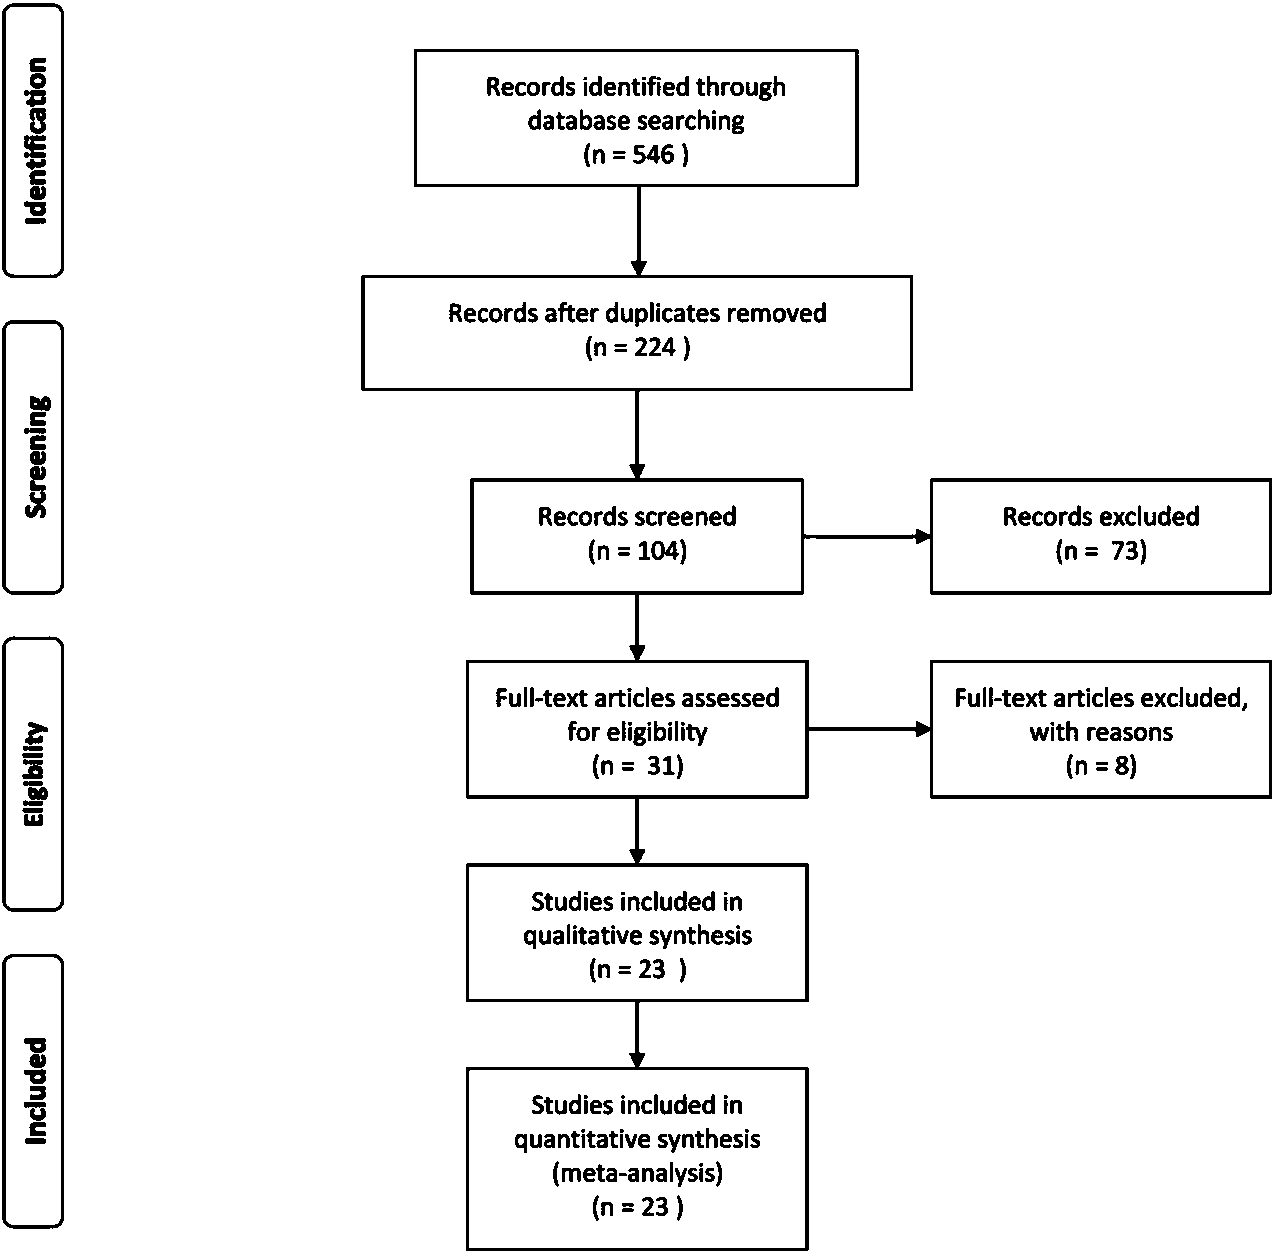 Identification
Records identified through
database searching
(n = 546 )
Records after duplicates removed
(n = 224 )
Screening
Records screened
(n = 104)
Records excluded
(n =  73)
Eligibility
Full-text articles assessed
for eligibility
(n =  31)
Full-text articles excluded,
with reasons
(n = 8)
Studies included in
qualitative synthesis
(n = 23  )
Included
Studies included in
quantitative synthesis
(meta-analysis)
(n = 23 )